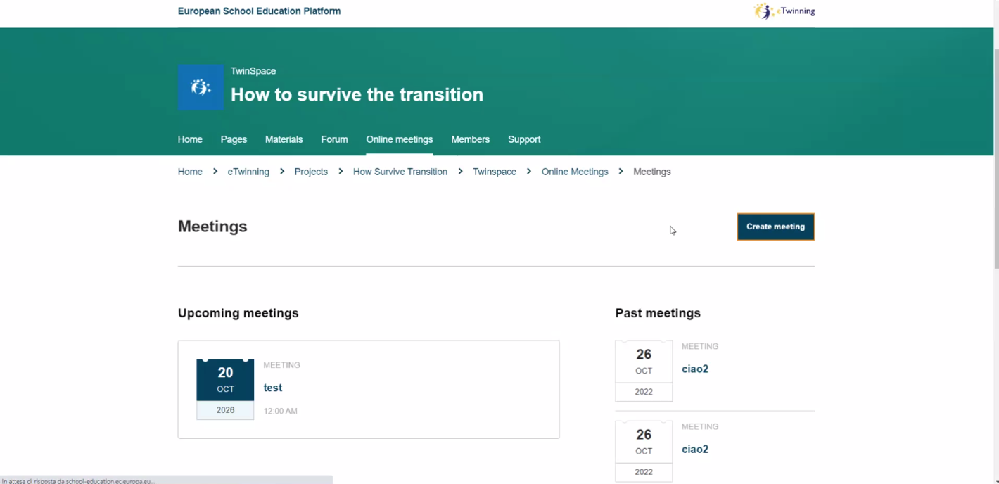 European School Education Platform
eTwinning
TwinSpace
How to survive the transition
Home Pages Materials Forum Online meetings Members Support
Home > eTwinning > Projects > How Survive Transition > Twinspace > Online Meetings > Meetings
Meetings
Create meeting
Upcoming meetings
20
OCT
2026
MEETING
test
12:00 AM
Past meetings
26
OCT
2022
MEETING
ciao2
26
OCT
2022
MEETING
ciao2
In attesa di risposta da school-education.ec.europa.eu...